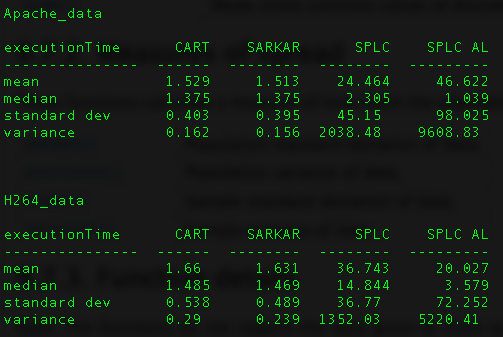 Apache_data
executionTime CART SARKAR SPLC SPLC AL
--------------- ------ -------- -------- ---------
mean 1.529 1.513 24.464 46.622
median 1.375 1.375 2.305 1.039
standard dev 0.403 0.395 45.15 98.025
variance 0.162 0.156 2038.48 9608.83
H264_data
executionTime CART SARKAR SPLC SPLC AL
--------------- ------ -------- -------- ---------
mean 1.66 1.631 36.743 20.027
median 1.485 1.469 14.844 3.579
standard dev 0.538 0.489 36.77 72.252
variance 0.29 0.239 1352.03 5220.41